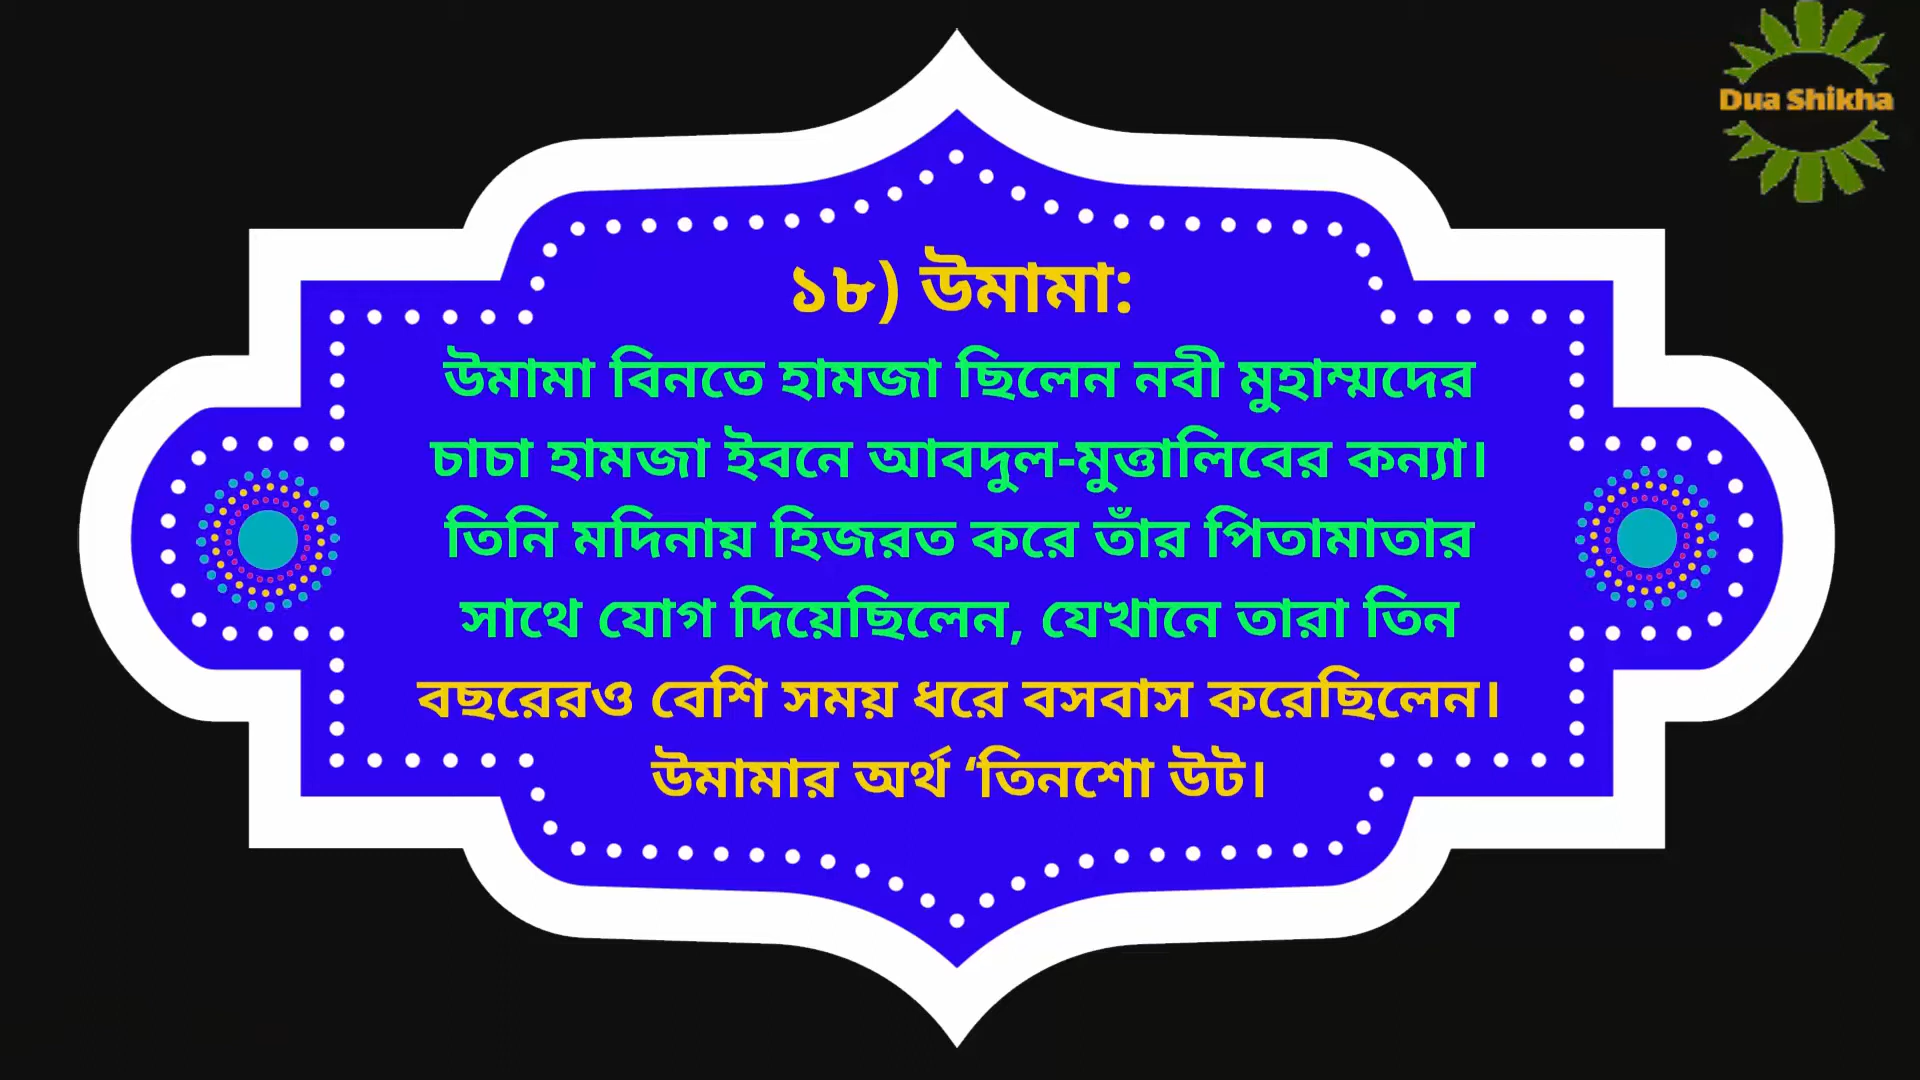 Dua Shikha
১৮) উমামা:
উমামা বিনতে হামজা ছিলেন নবী মুহাম্মদের
চাচা হামজা ইবনে আবদুল-মুত্তালিবের কন্যা।
তিনি মদিনায় হিজরত করে তাঁর পিতামাতার
সাথে যোগ দিয়েছিলেন, যেখানে তারা তিন
বছরেরও বেশি সময় ধরে বসবাস করেছিলেন।
উমামার অর্থ ‘তিনশো উট।